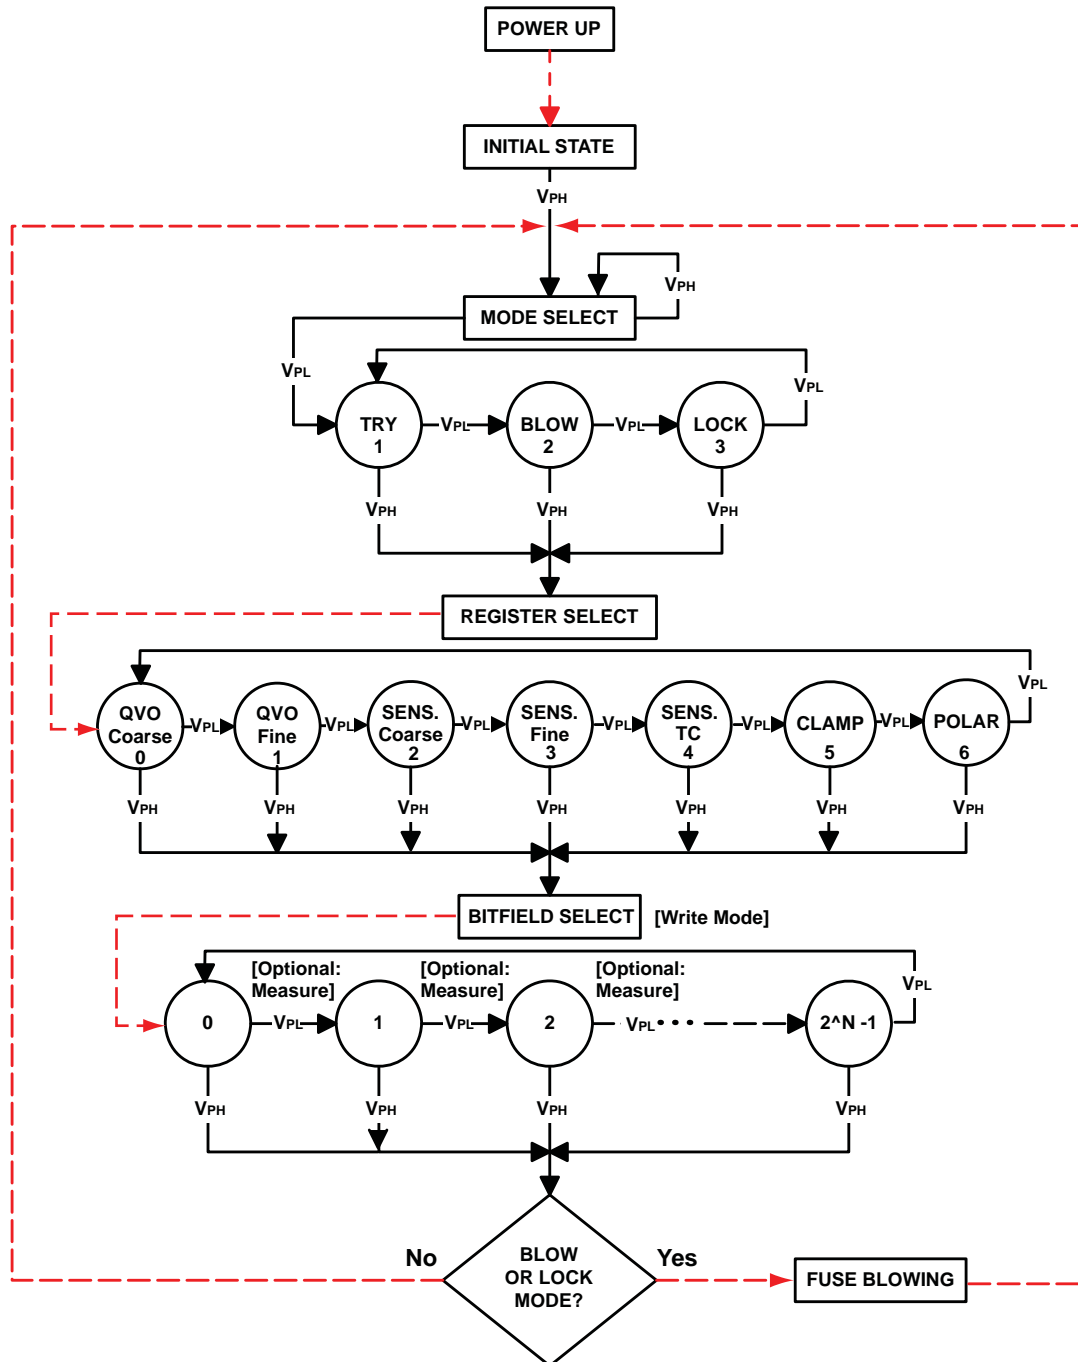 POWER UP
INITIAL STATE
VPH
VPH
MODE SELECT
VPL
VPL
TRY
1
VPL
BLOW
2
VPL
LOCK
3
VPH
VPH
VPH
REGISTER SELECT
VPL
QVO
Coarse
0
VPL
QVO
Fine
1
VPL
SENS.
Coarse
2
VPL
SENS.
Fine
3
VPL
SENS.
TC
4
VPL
CLAMP
5
VPL
POLAR
6
VPH
VPH
VPH
VPH
VPH
VPH
VPH
BITFIELD SELECT
[Write Mode]
[Optional:
Measure]
[Optional:
Measure]
[Optional:
Measure]
VPL
0
VPL
1
VPL
2
VPL • • •
2^N -1
VPH
VPH
VPH
VPH
No
BLOW
OR LOCK
MODE?
Yes
FUSE BLOWING